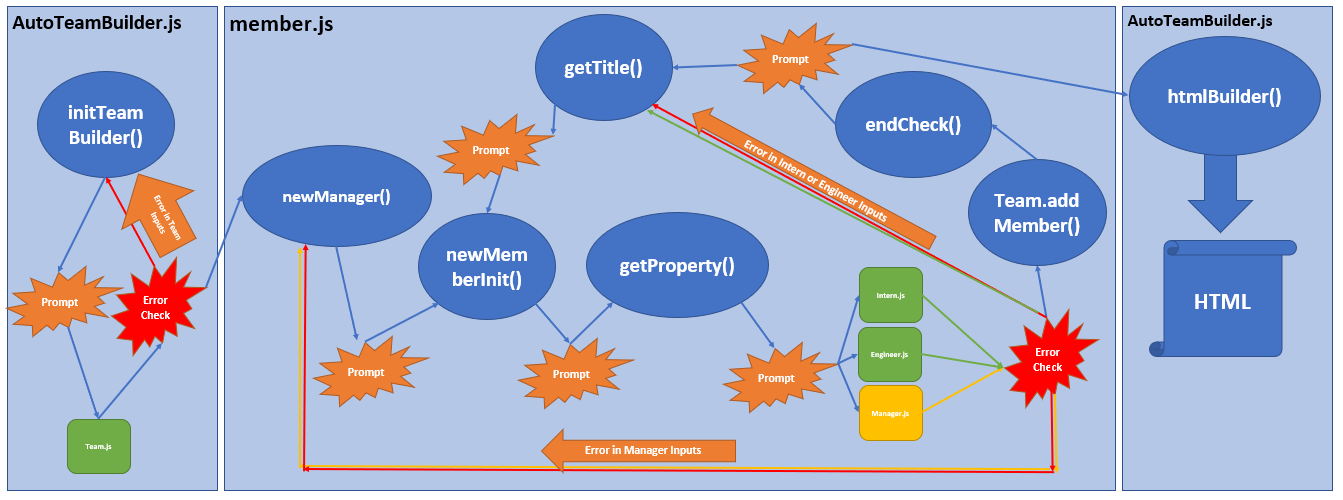 AutoTeamBuilder.js
initTeam
Builder()
Error in Team
Inputs
Prompt
Error
Check
Team.js
member.js
newManager()
Prompt
getTitle()
Prompt
newMem
berInit()
Prompt
getProperty()
Prompt
Intern.js
Engineer.js
Manager.js
Error
Check
Error in Manager Inputs
Error in Intern or Engineer Inputs
Team.add
Member()
endCheck()
Prompt
AutoTeamBuilder.js
htmlBuilder()
HTML